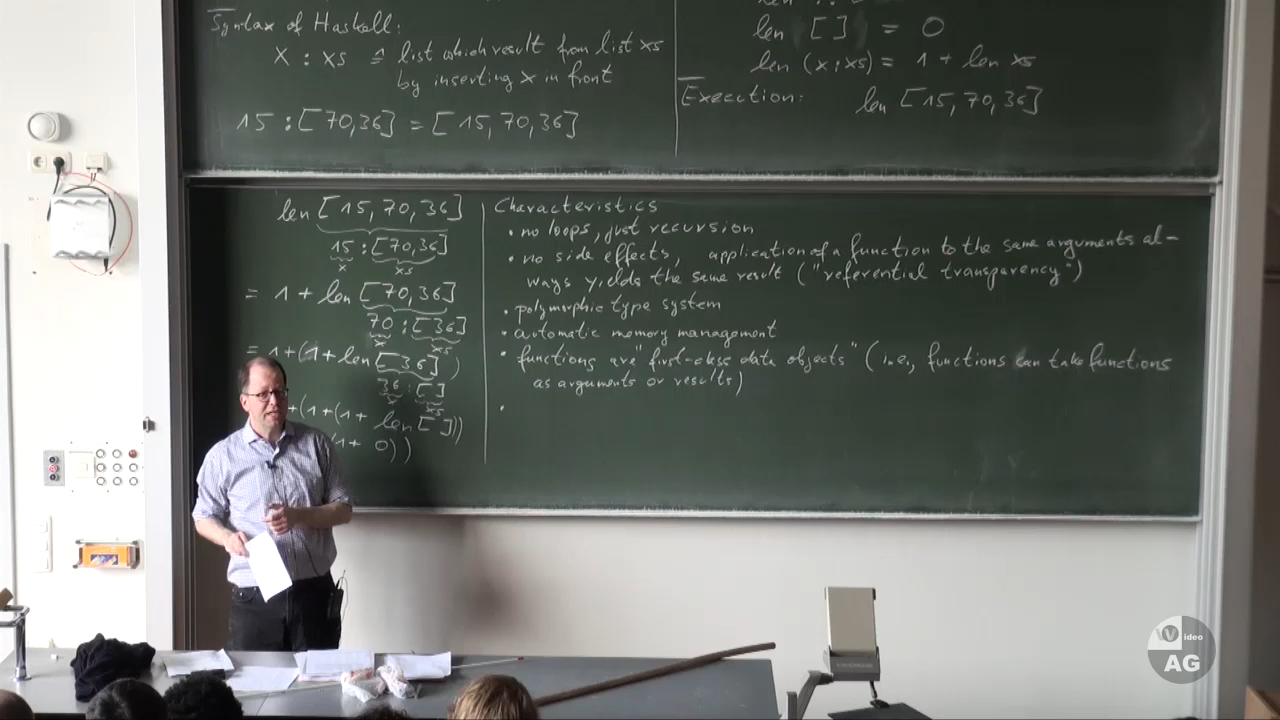 Syntax of Haskell:
X : xs ≙ list which result from list xs
by inserting x in front
15 : [70,36] = [15,70,36]
len [ ] = 0
len (x:xs) = 1 + len xs
Execution: len [15,70,36]
len [15,70,36]
15 : [70,36]
x xs
= 1 + len [70,36]
70 : [36]
x xs
= 1+(1+len [36])
36 : [ ]
x xs
+(1+(1+ len [ ]))
1+ 0))
Characteristics
• no loops, just recursion
• no side effects, application of a function to the same arguments al-
ways yields the same result ("referential transparency")
• polymorphic type system
• automatic memory management
• functions are "first-class data objects" (i.e., functions can take functions
as arguments or results)
•
Video
AG